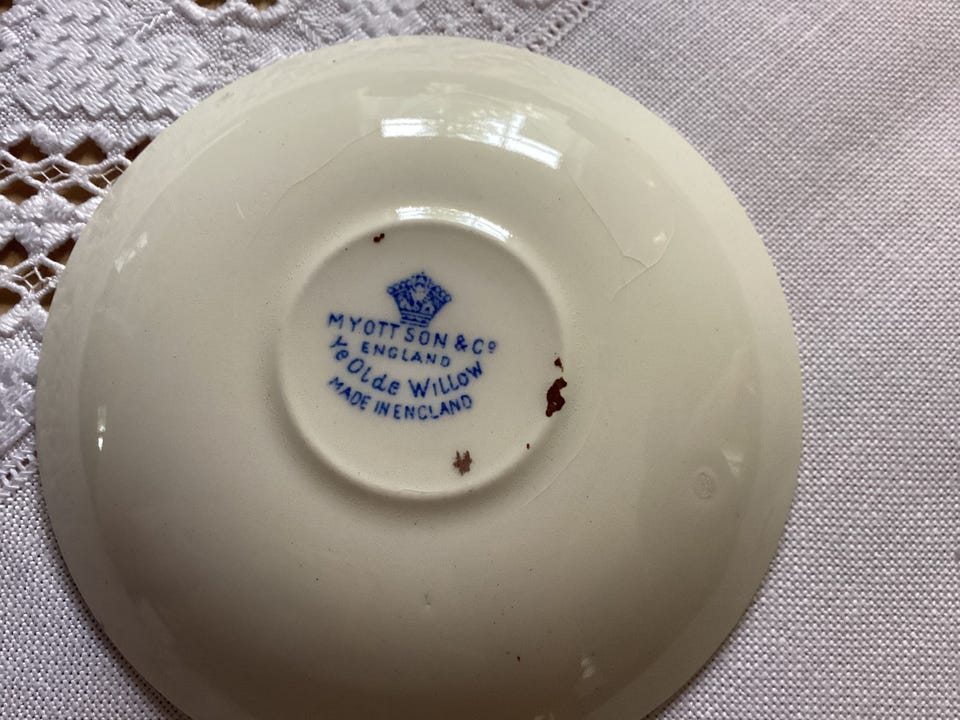 MYOTT SON & Co
ENGLAND
Ye Olde WiLLOW
MADE IN ENGLAND